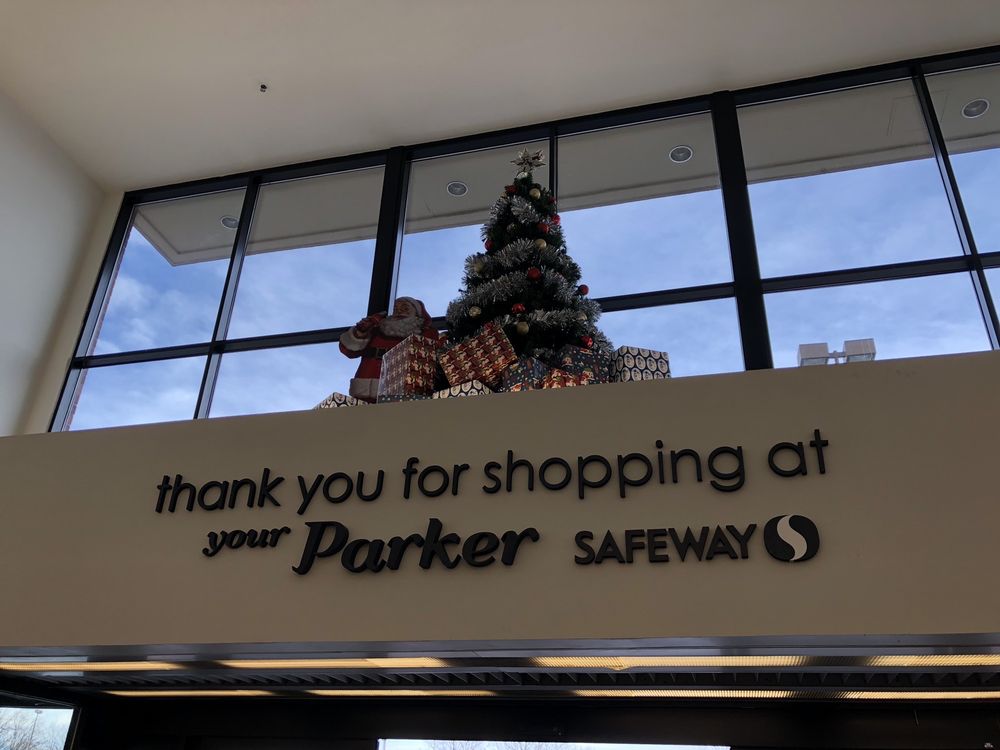 thank you for shopping at
your Parker SAFEWAY